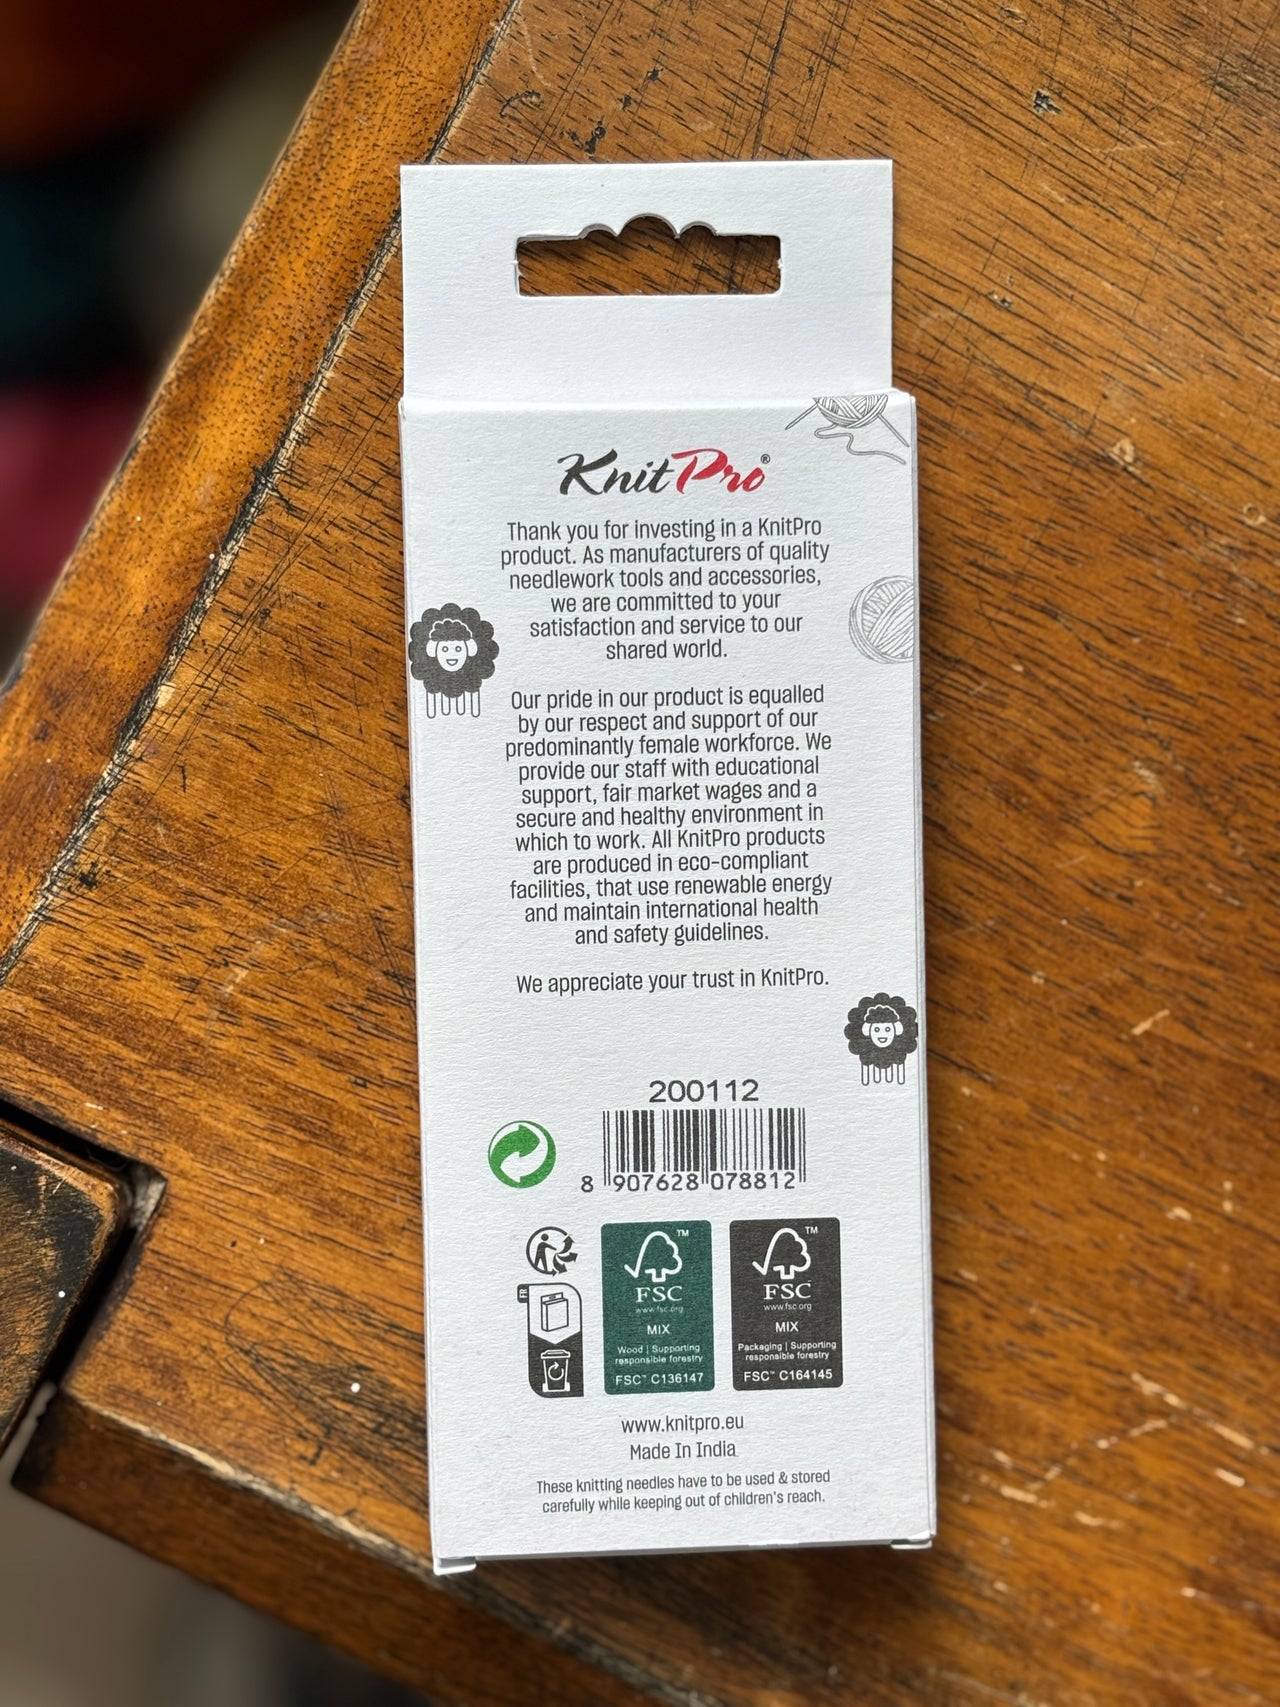 KnitPro®
Thank you for investing in a KnitPro
product. As manufacturers of quality
needlework tools and accessories,
we are committed to your
satisfaction and service to our
shared world.
Our pride in our product is equalled
by our respect and support of our
predominantly female workforce. We
provide our staff with educational
support, fair market wages and a
secure and healthy environment in
which to work. All KnitPro products
are produced in eco-compliant
facilities, that use renewable energy
and maintain international health
and safety guidelines.
We appreciate your trust in KnitPro.
200112
8 907628 078812
FR
FSC™
www.fsc.org
MIX
Wood | Supporting
responsible forestry
FSC™ C136147
FSC™
www.fsc.org
MIX
Packaging | Supporting
responsible forestry
FSC™ C164145
www.knitpro.eu
Made In India
These knitting needles have to be used & stored
carefully while keeping out of children's reach.